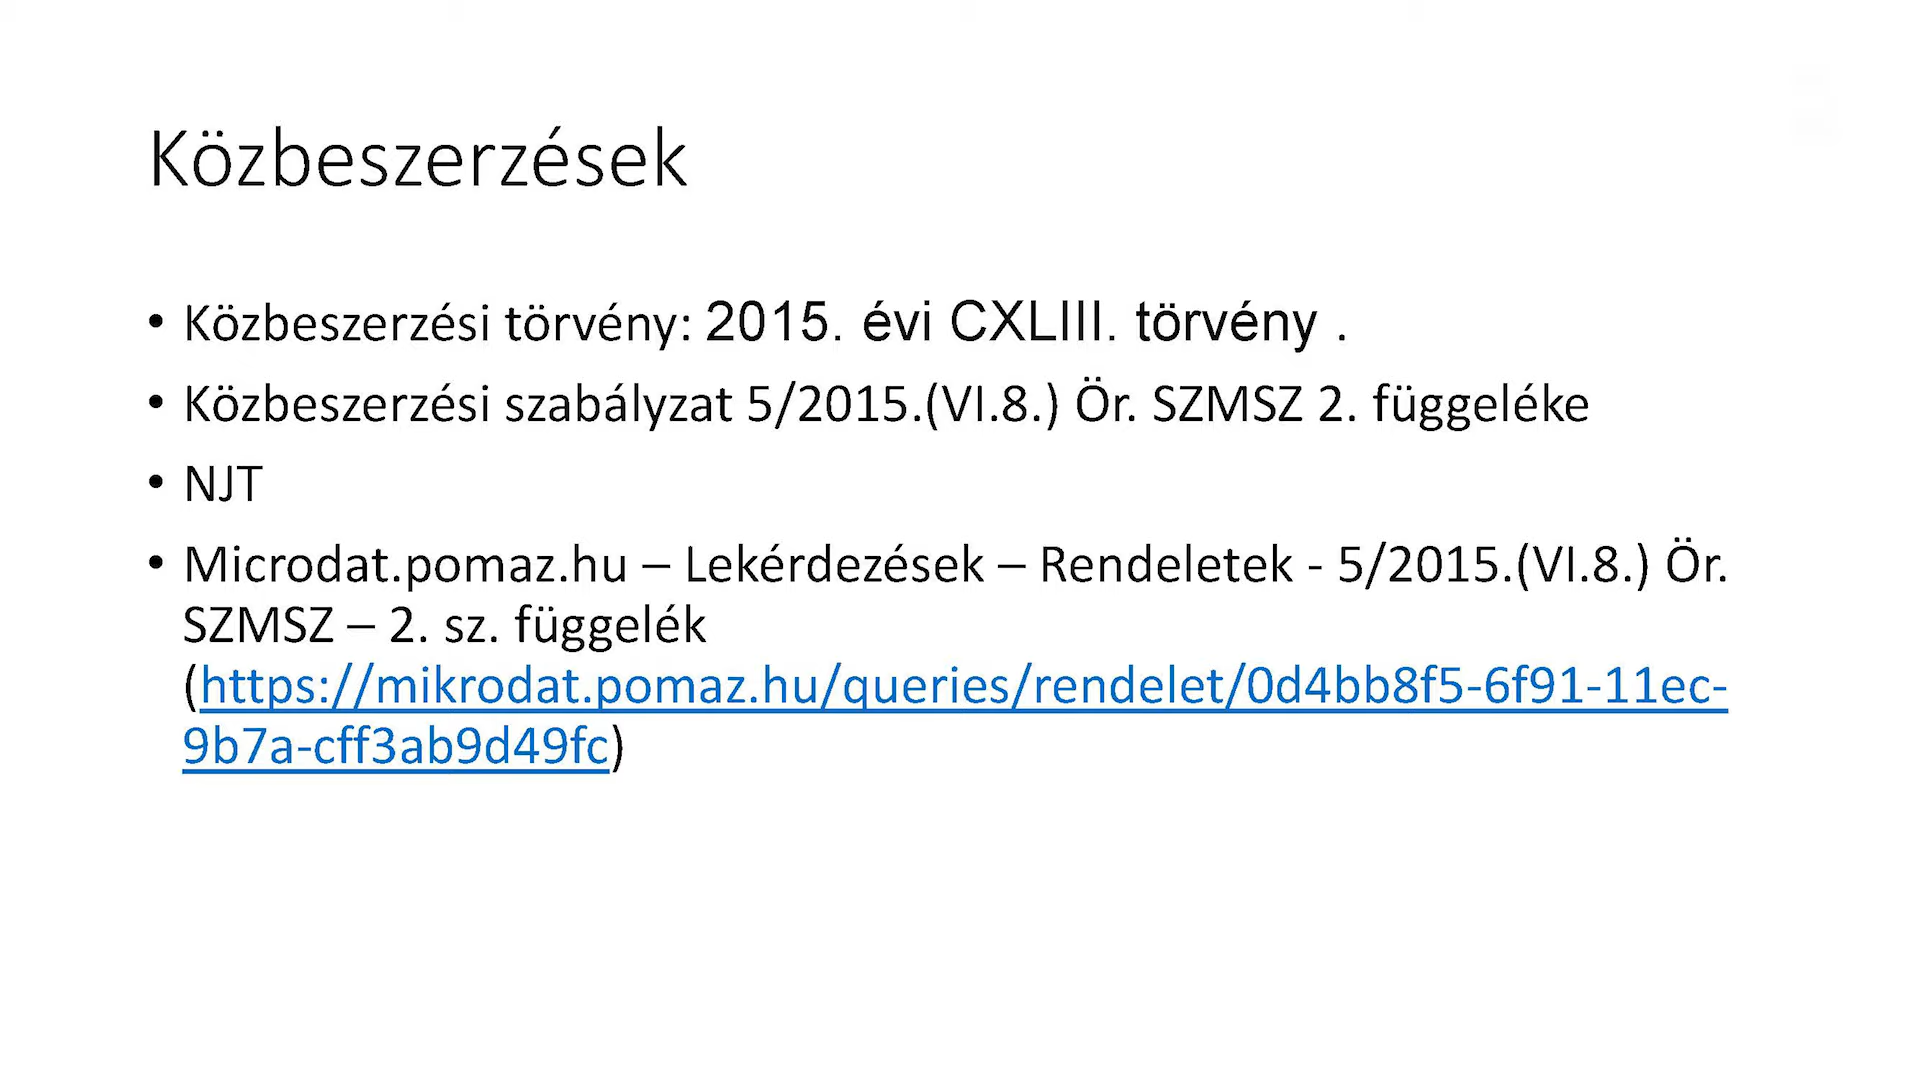 Közbeszerzések
• Közbeszerzési törvény: 2015. évi CXLIII. törvény .
• Közbeszerzési szabályzat 5/2015.(VI.8.) Ör. SZMSZ 2. függeléke
• NJT
• Microdat.pomaz.hu – Lekérdezések – Rendeletek - 5/2015.(VI.8.) Ör.
SZMSZ – 2. sz. függelék
(https://mikrodat.pomaz.hu/queries/rendelet/0d4bb8f5-6f91-11ec-
9b7a-cff3ab9d49fc)